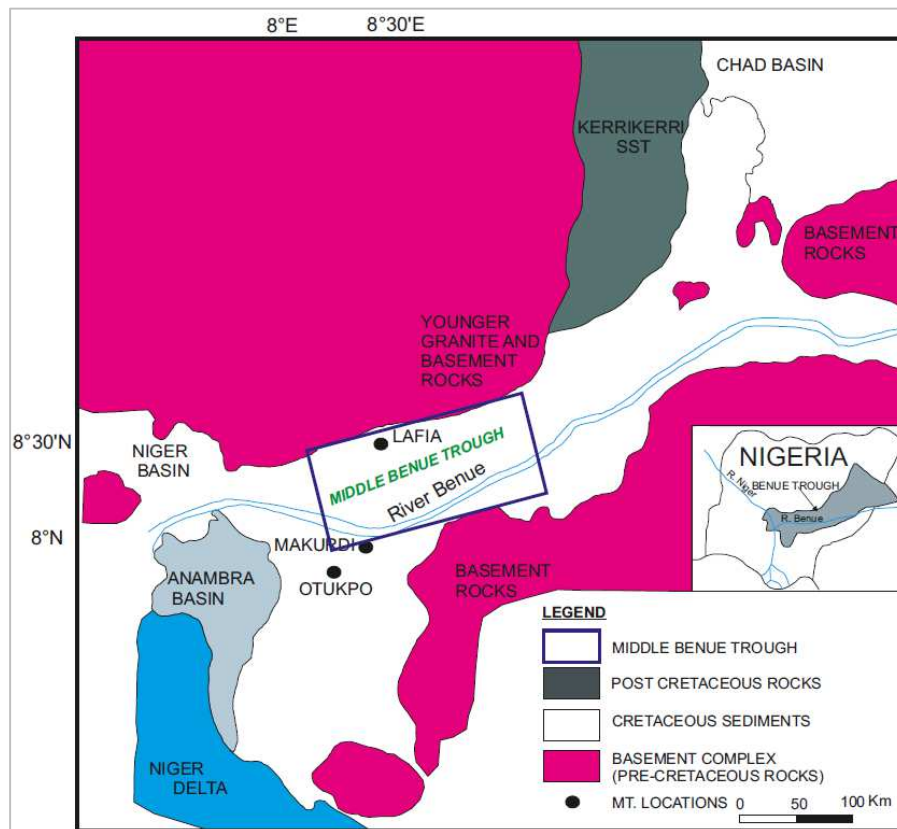 8°E
8°30'E
CHAD BASIN
KERRIKERRI
SST
BASEMENT
ROCKS
YOUNGER
GRANITE AND
BASEMENT
ROCKS
8°30'N
LAFIA
NIGER
BASIN
MIDDLE BENUE TROUGH
River Benue
8°N
MAKURDI
OTUKPO
ANAMBRA
BASIN
BASEMENT
ROCKS
NIGERIA
BENUE TROUGH
R. Niger
R. Benue
NIGER
DELTA
LEGEND
MIDDLE BENUE TROUGH
POST CRETACEOUS ROCKS
CRETACEOUS SEDIMENTS
BASEMENT COMPLEX
(PRE-CRETACEOUS ROCKS)
MT. LOCATIONS
0 50 100 Km